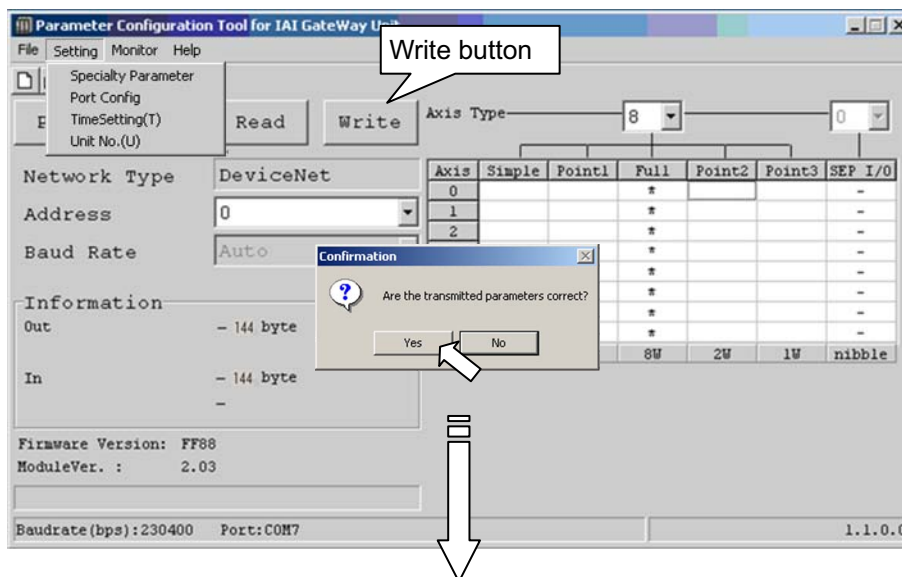 Parameter Configuration Tool for IAI GateWay
Write button
File Setting Monitor Help
Specialty Parameter
Port Config
TimeSetting(T)
Unit No.(U)
Read Write
Axis Type 8 0
Network Type DeviceNet
Address 0
Baud Rate Auto
Axis Simple Point1 Full Point2 Point3 SEP I/O
0 * -
1 * -
2 * -
* -
* -
* -
* -
* -
8W 2W 1W nibble
Confirmation
Are the transmitted parameters correct?
Yes No
Information
Out - 144 byte
In - 144 byte
-
Firmware Version: FF88
ModuleVer. : 2.03
Baudrate(bps):230400 Port:COM7 1.1.0.